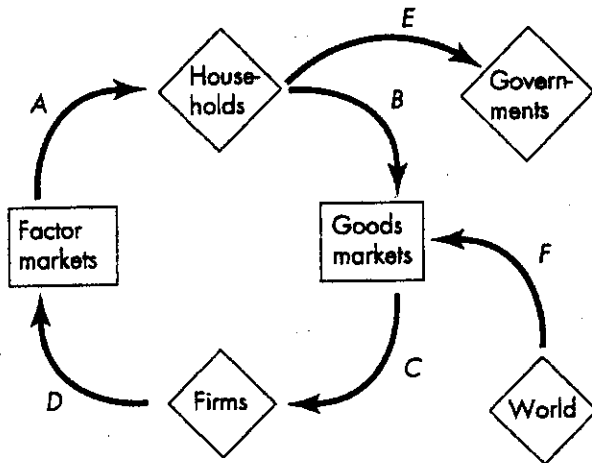 E
House-
holds
Govern-
ments
A
B
Factor
markets
Goods
markets
F
D
Firms
C
World